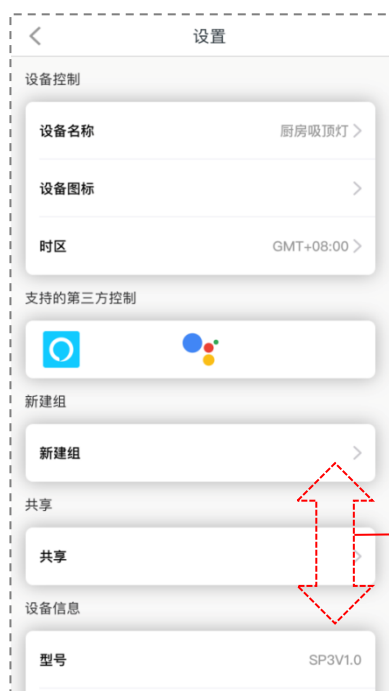 设置
设备控制
设备名称 厨房吸顶灯
设备图标
时区 GMT+08:00
支持的第三方控制
新建组
新建组
共享
共享
设备信息
型号 SP3V1.0